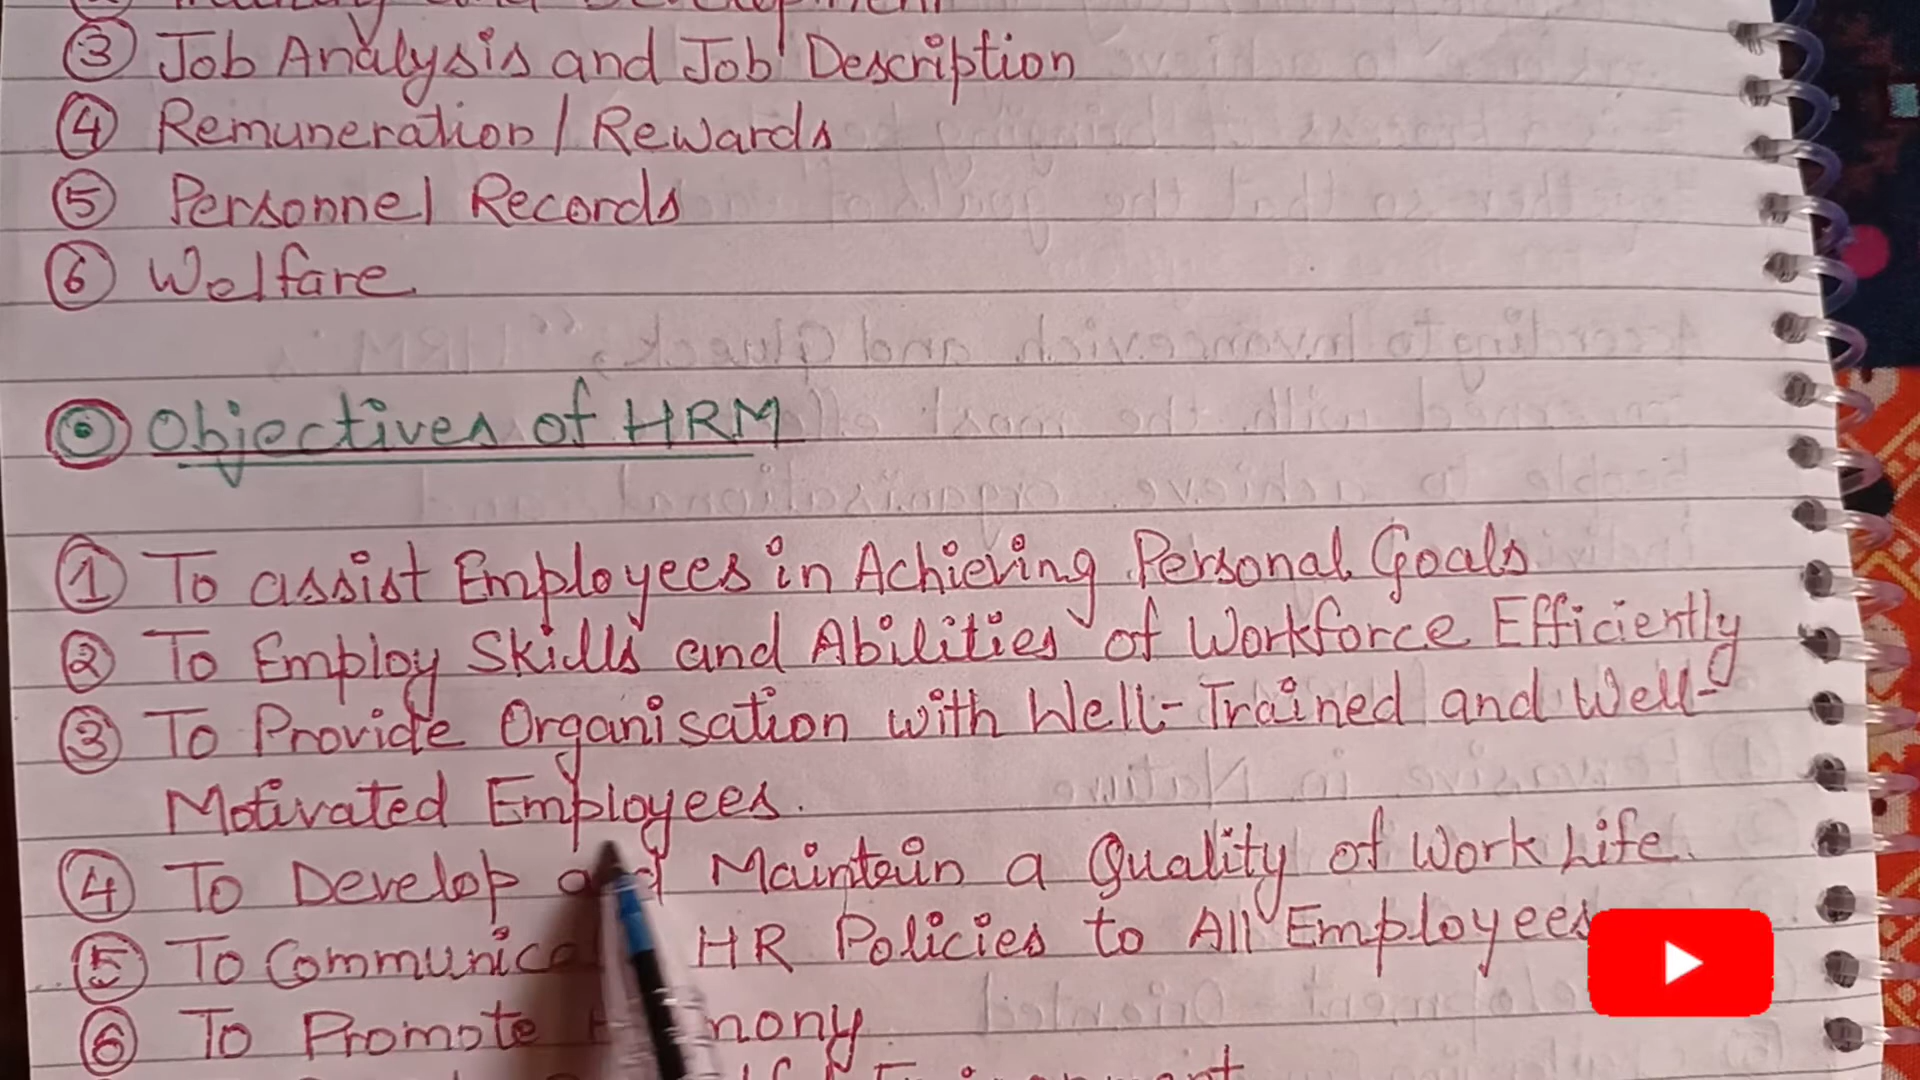 ③ Job Analysis and Job Description
④ Remuneration / Rewards
⑤ Personnel Records
⑥ Welfare
Objectives of HRM
① To assist Employees in Achieving Personal Goals
② To Employ Skills and Abilities of Workforce Efficiently
③ To Provide Organisation with Well-Trained and Well-
Motivated Employees.
④ To Develop and Maintain a Quality of Work Life.
⑤ To HR Policies to All Employees
⑥ To Promote